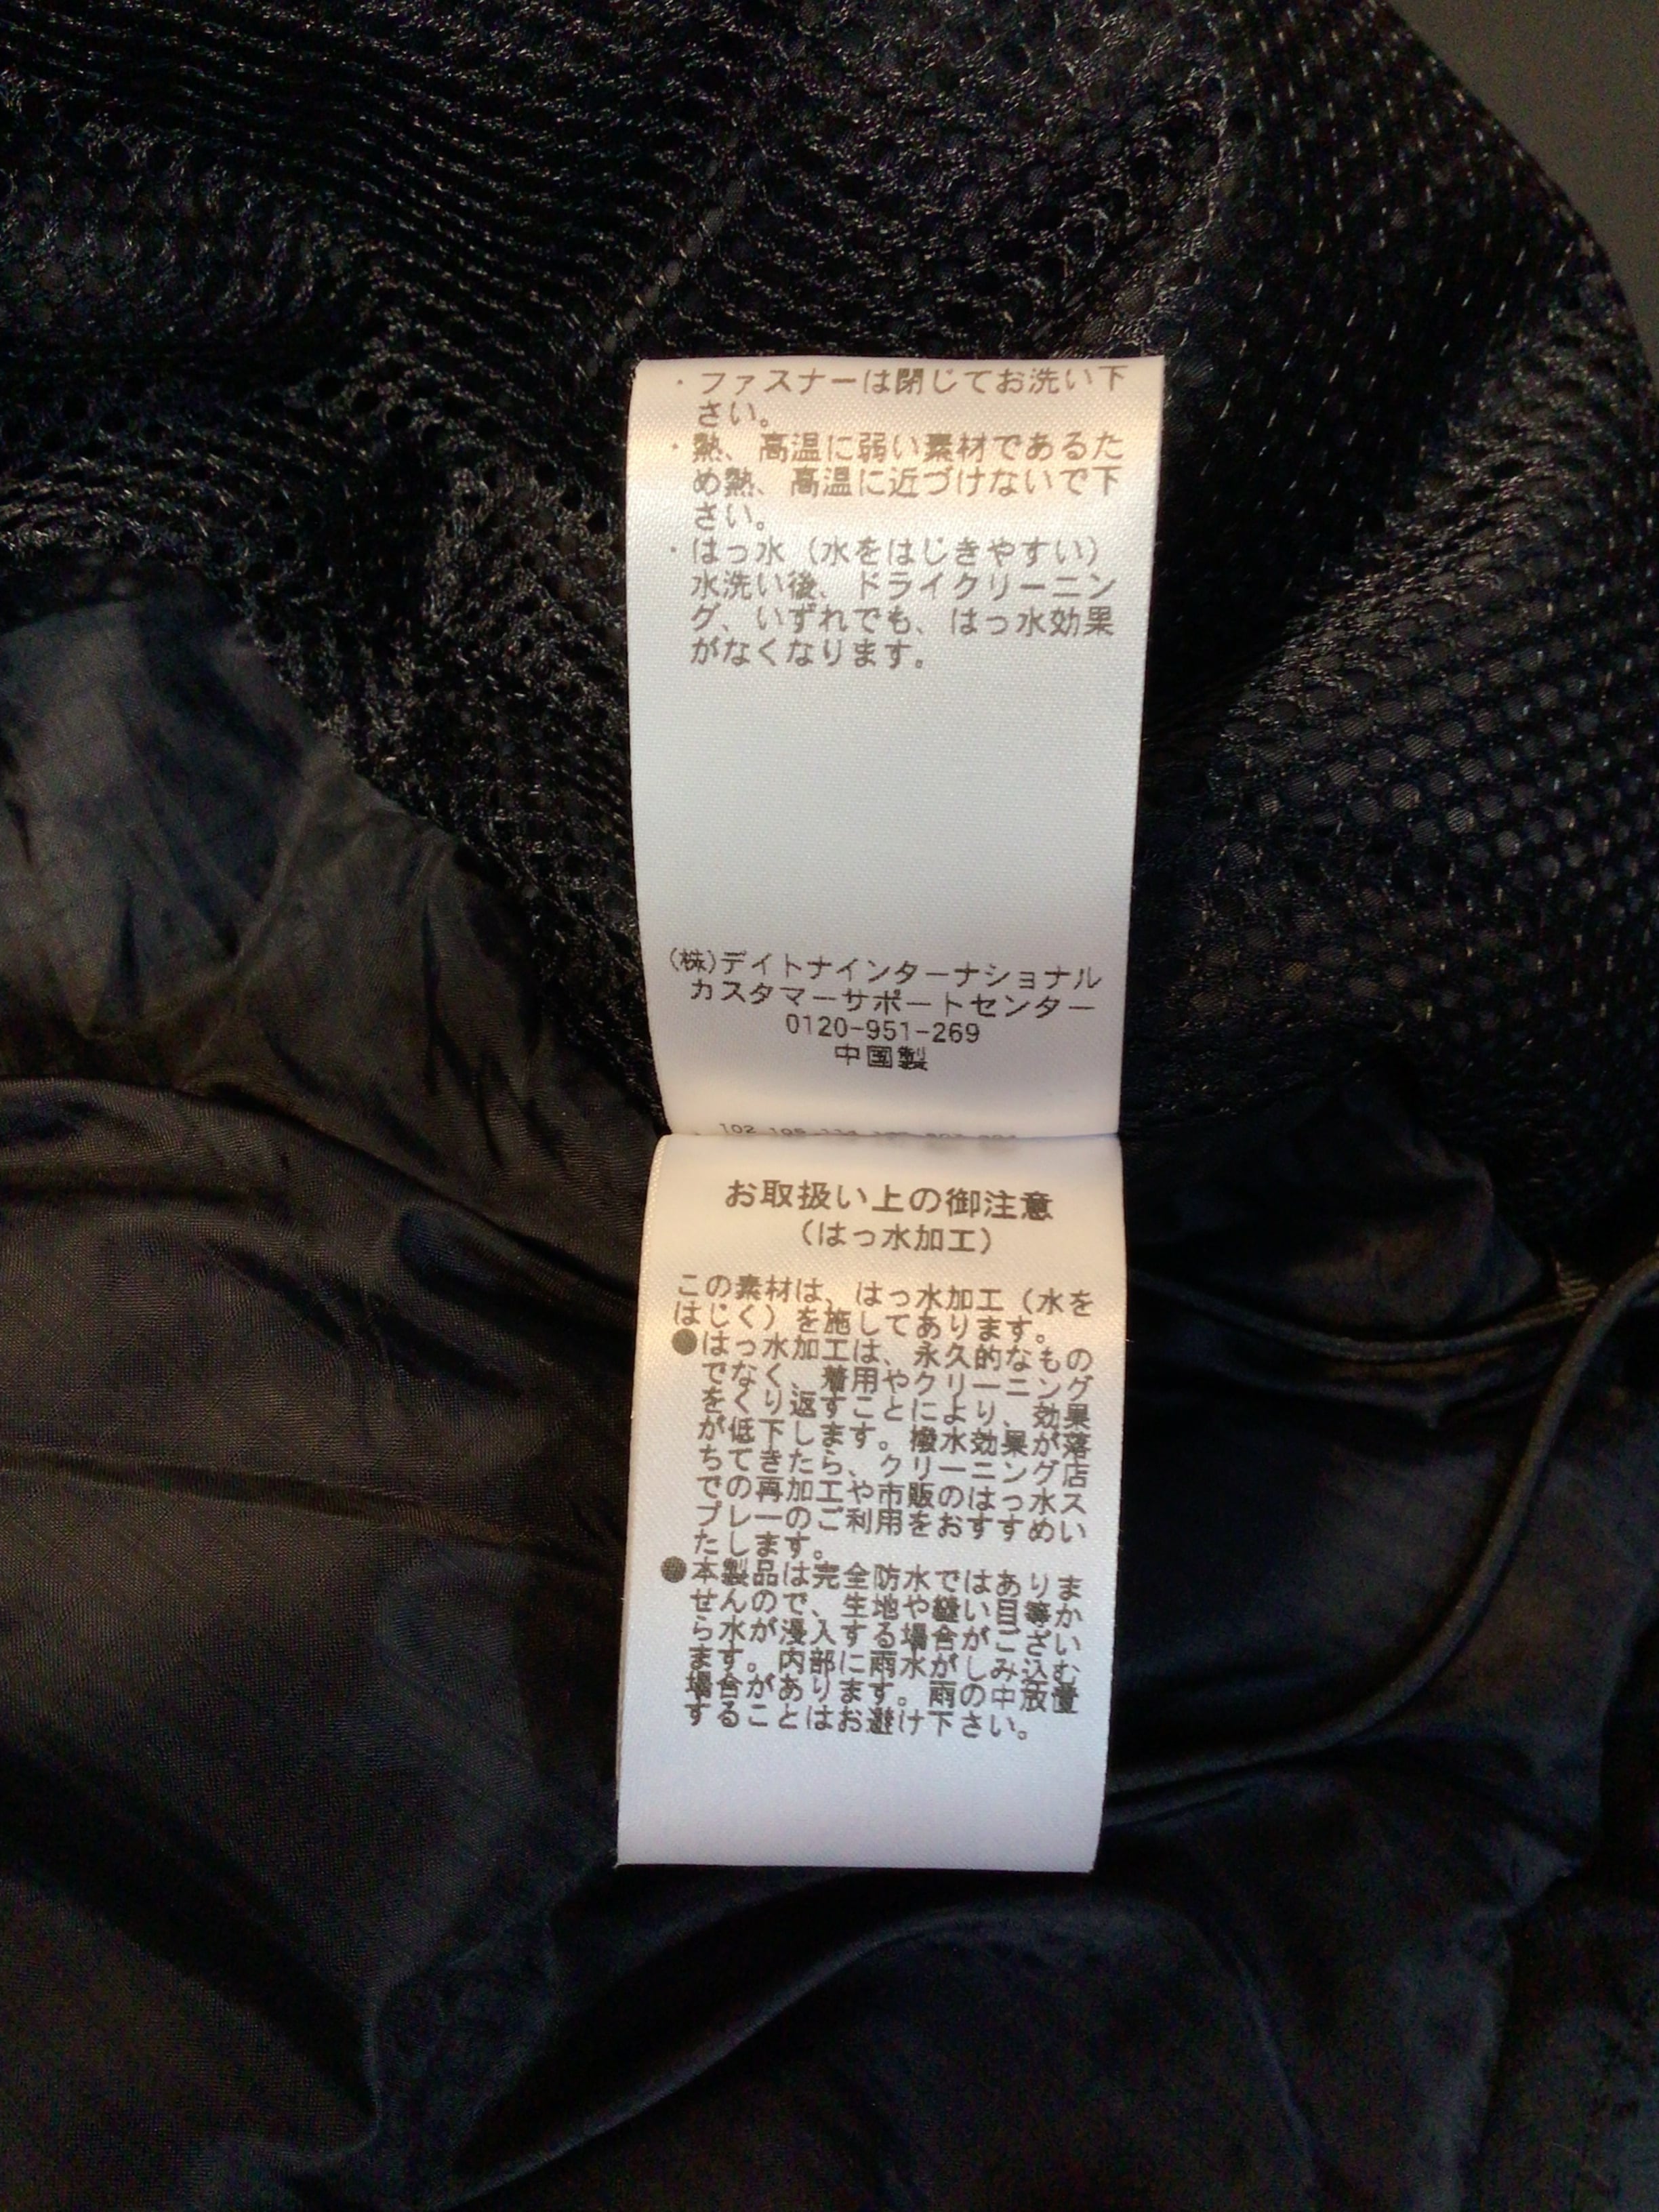 ・ファスナーは閉じてお洗い下
さい。
・熱、高温に弱い素材であるた
め熱、高温に近づけないで下
さい。
・はっ水（水をはじきやすい）
水洗い後、ドライクリーニン
グ、いずれでも、はっ水効果
がなくなります。
(株)デイトナインターナショナル
カスタマーサポートセンター
0120-951-269
中国製
102 105
お取扱い上の御注意
（はっ水加工）
この素材は、はっ水加工（水を
はじく）を施してあります。
●はっ水加工は、永久的なもの
でなく、着用やクリーニング
をくり返すことにより、効果
が低下します。撥水効果が落
ちてきたら、クリーニング店
での再加工や市販のはっ水ス
プレーのご利用をおすすめい
たします。
●本製品は完全防水ではありま
せんので、生地や縫い目等か
ら水が浸入する場合がござい
ます。内部に雨水がしみ込む
場合があります。雨の中放置
することはお避け下さい。